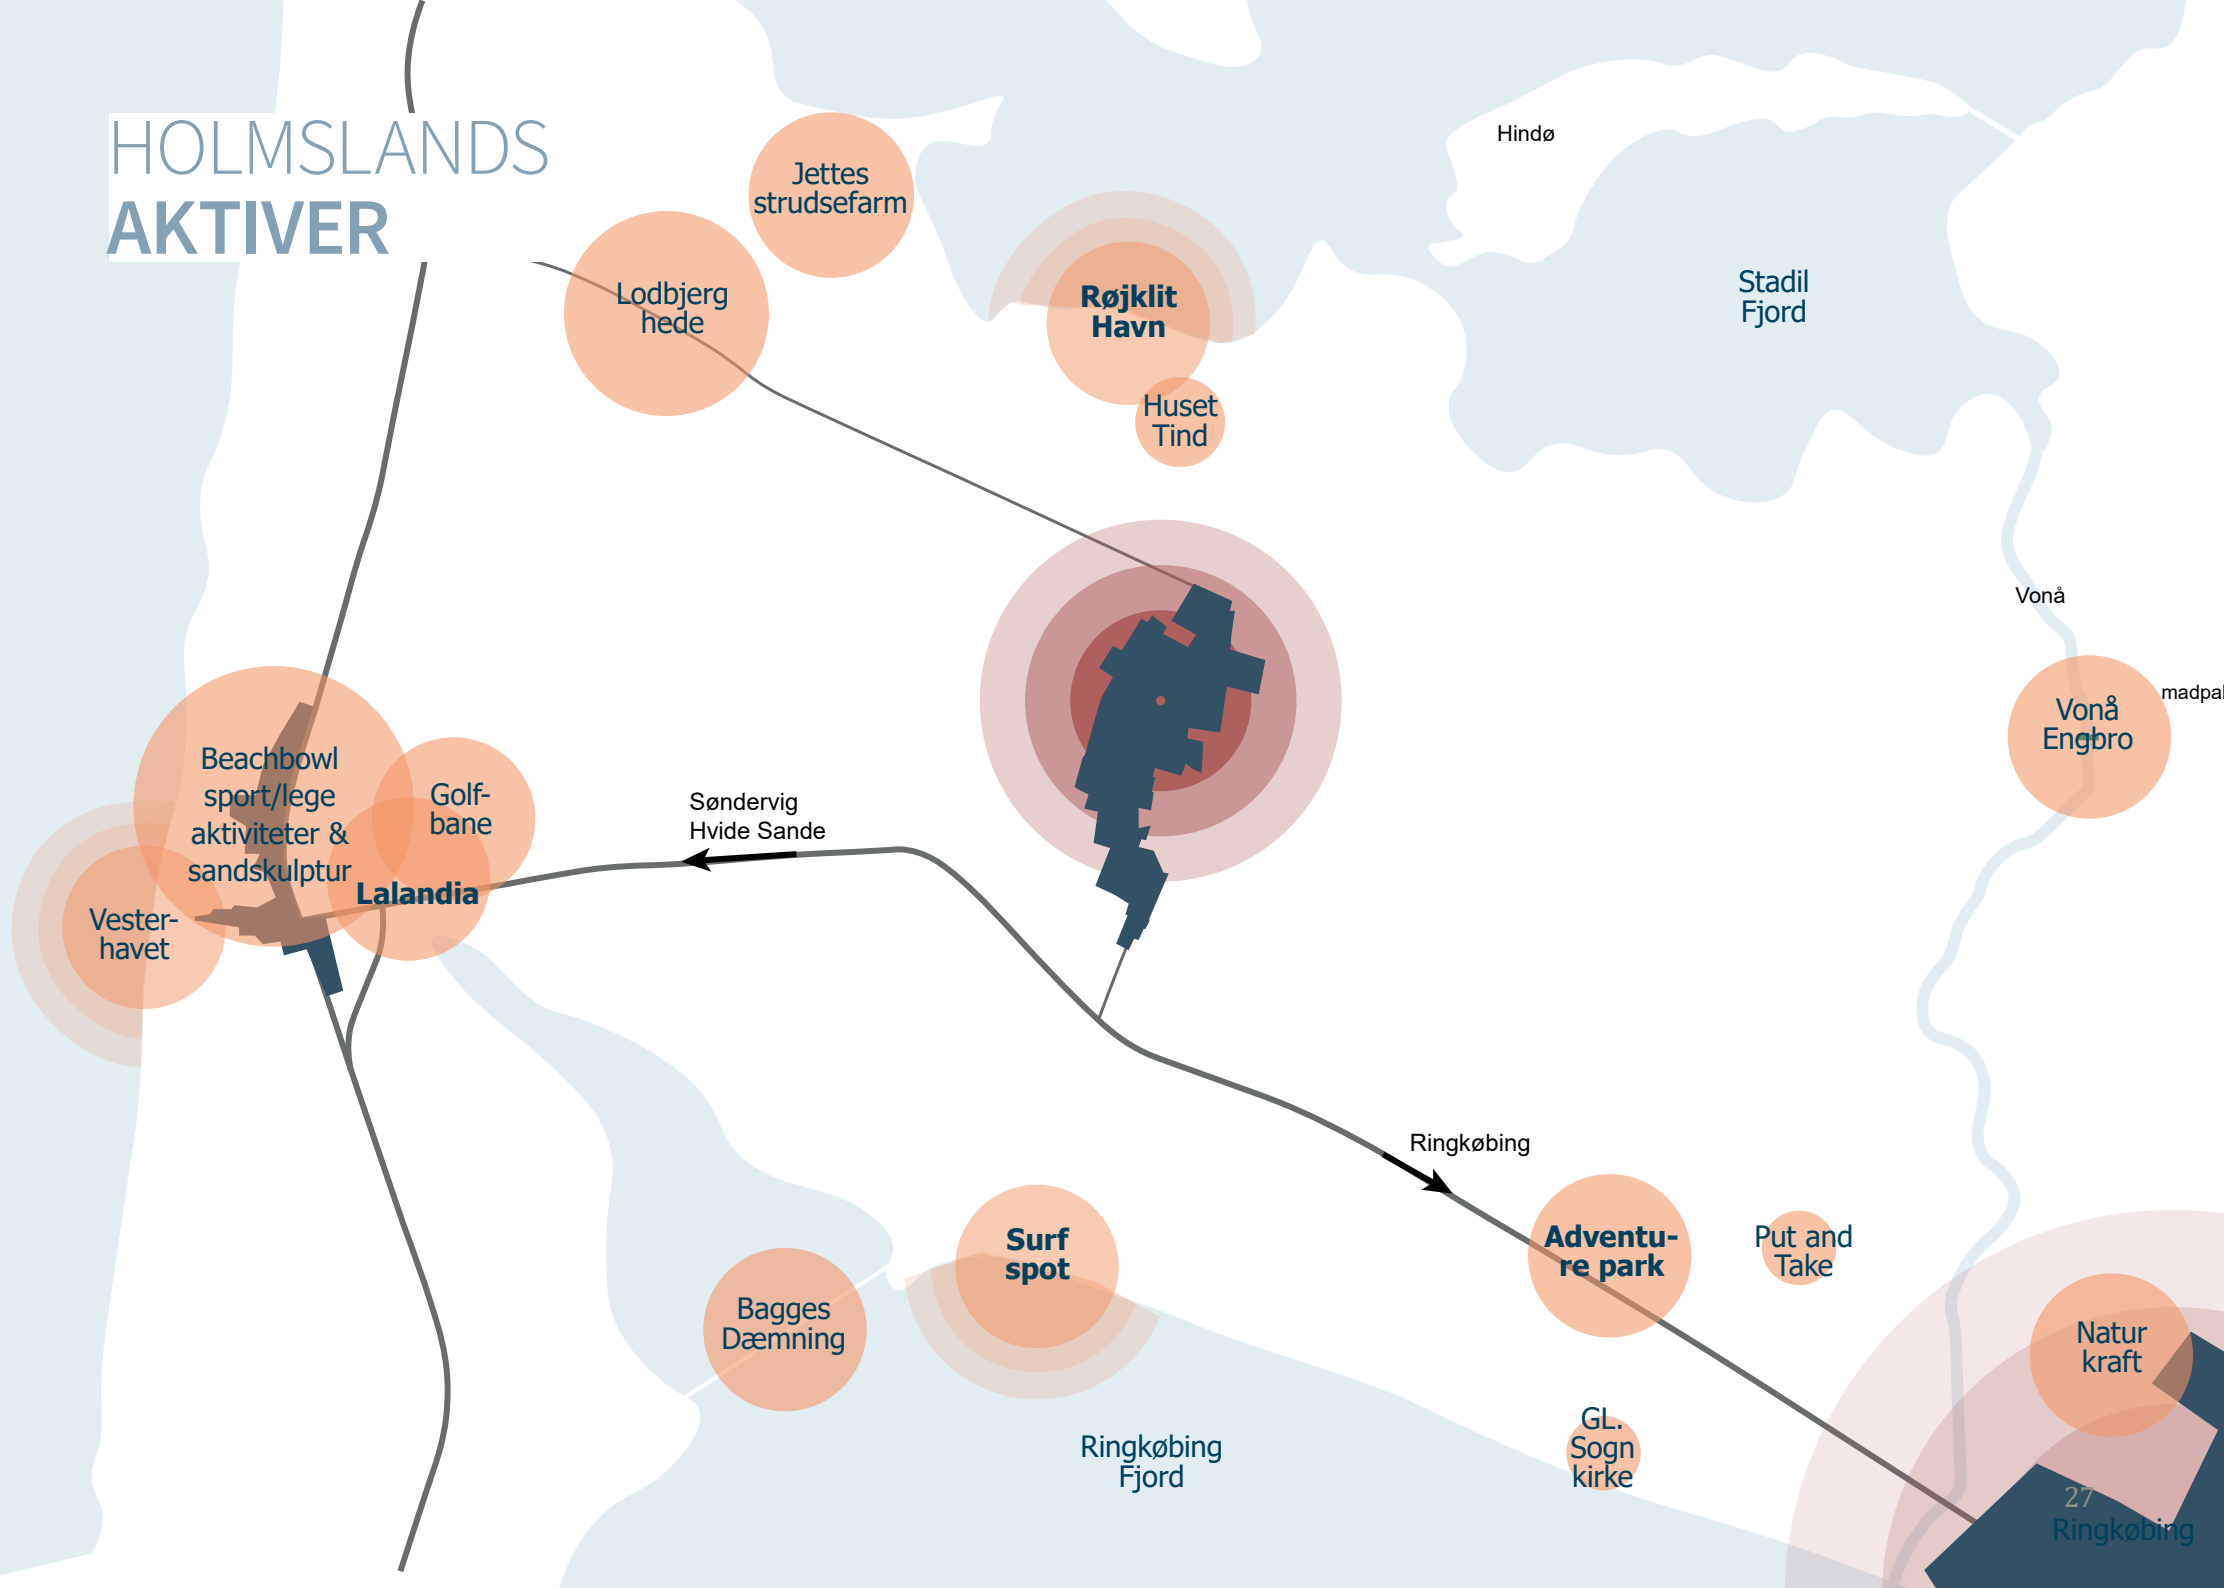 HOLMSLANDS
AKTIVER
Hindø
Jettes
strudsefarm
Lodbjerg
hede
Røjklit
Havn
Stadil
Fjord
Huset
Tind
Vonå
madpak
Vonå
Engbro
Beachbowl
sport/lege
aktiviteter &
sandskulptur
Golf-
bane
Søndervig
Hvide Sande
Lalandia
Vester-
havet
Ringkøbing
Surf
spot
Adventu-
re park
Put and
Take
Bagges
Dæmning
Natur
kraft
GL.
Sogn
kirke
Ringkøbing
Fjord
27
Ringkøbing